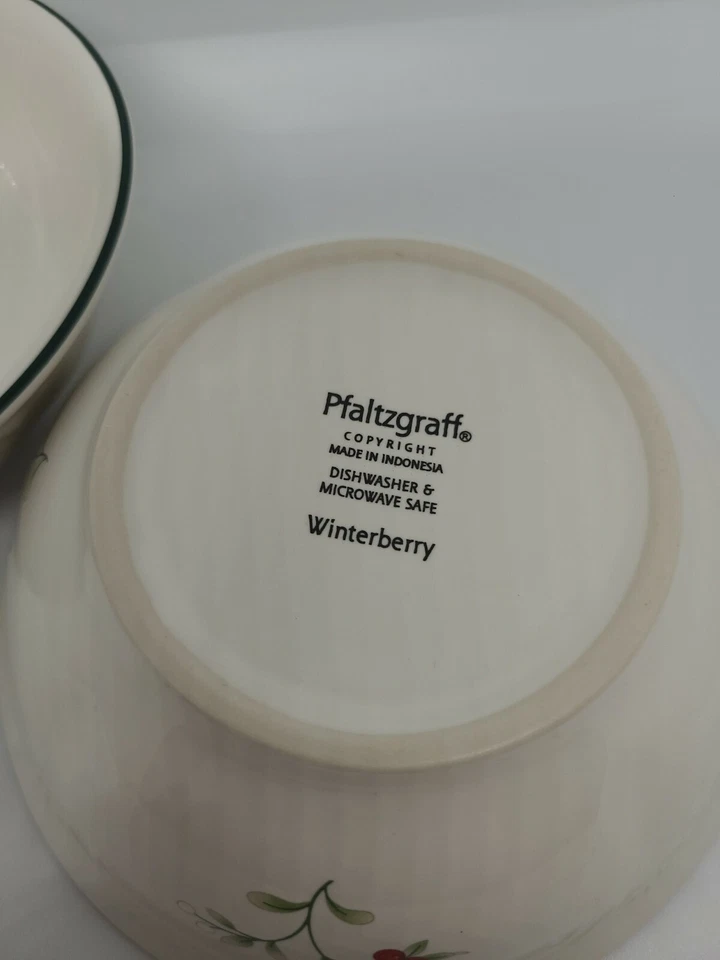 Pfaltzgraff®
COPYRIGHT
MADE IN INDONESIA
DISHWASHER &
MICROWAVE SAFE
Winterberry